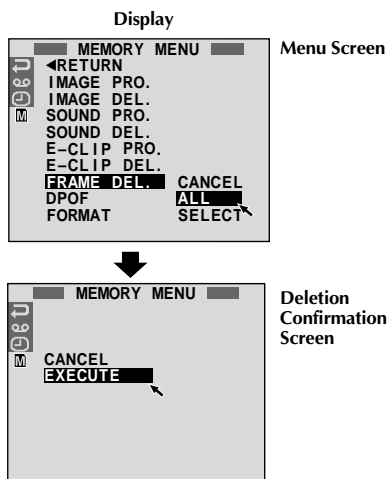 Display
MEMORY MENU
Menu Screen
◀RETURN
IMAGE PRO.
IMAGE DEL.
M SOUND PRO.
SOUND DEL.
E–CLIP PRO.
E–CLIP DEL.
FRAME DEL. CANCEL
DPOF ALL
FORMAT SELECT
MEMORY MENU
Deletion
Confirmation
Screen
M CANCEL
EXECUTE